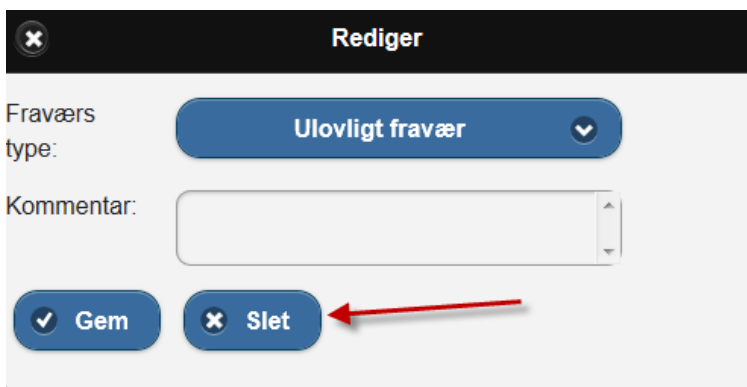 Rediger
Fraværs
type:
Ulovligt fravær
Kommentar:
Gem
Slet